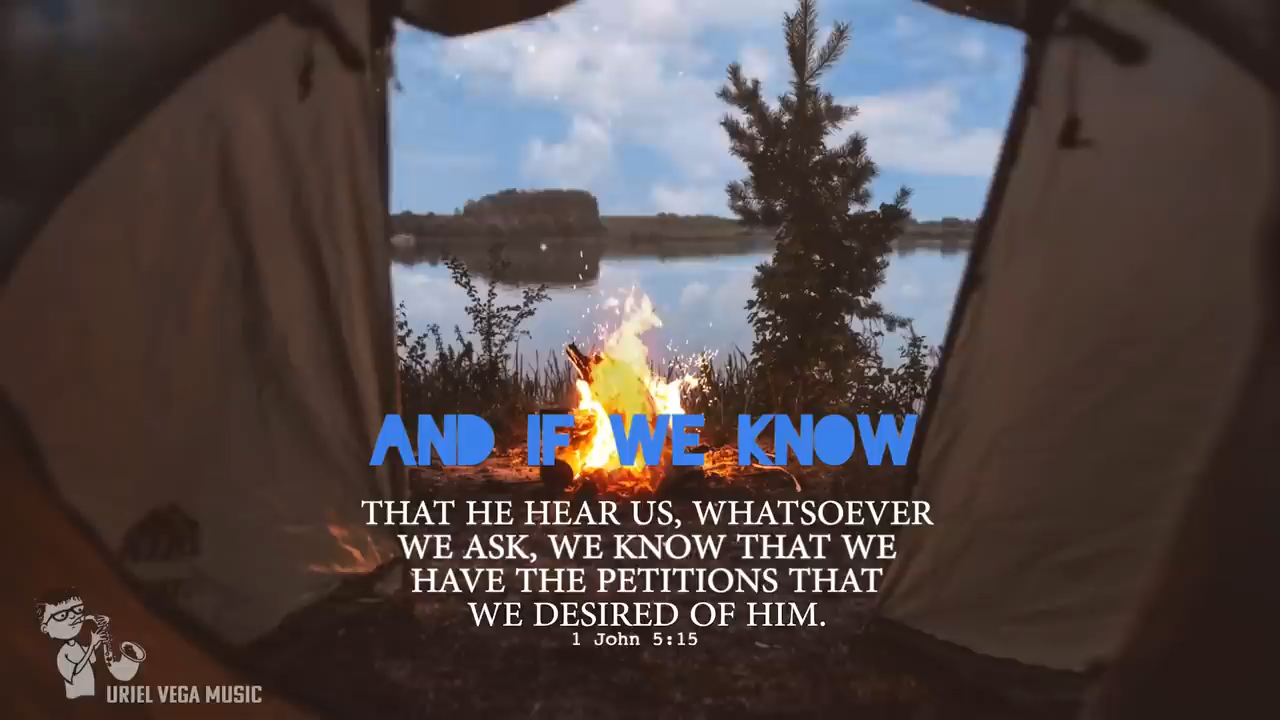 AND IF WE KNOW
THAT HE HEAR US, WHATSOEVER
WE ASK, WE KNOW THAT WE
HAVE THE PETITIONS THAT
WE DESIRED OF HIM.
1 John 5:15
URIEL VEGA MUSIC